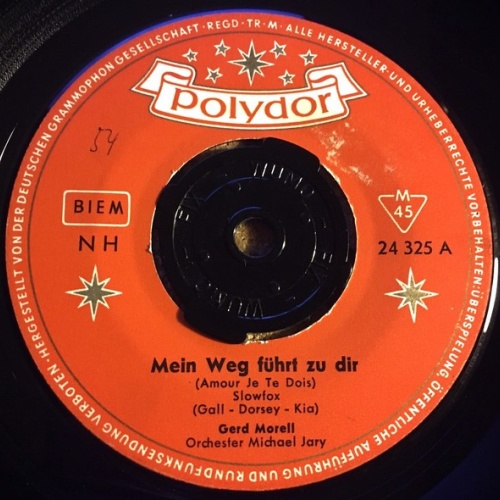 HERGESTELLT VON DER DEUTSCHEN GRAMMOPHON GESELLSCHAFT · REGD · TR · M · ALLE HERSTELLER- UND URHEBERRECHTE VORBEHALTEN: ÜBERSPIELUNG, ÖFFENTLICHE AUFFÜHRUNG UND RUNDFUNKSENDUNG VERBOTEN ·
polydor
54
BIEM
NH
M
45
24 325 A
Mein Weg führt zu dir
(Amour Je Te Dois)
Slowfox
(Gall - Dorsey - Kia)
Gerd Morell
Orchester Michael Jary